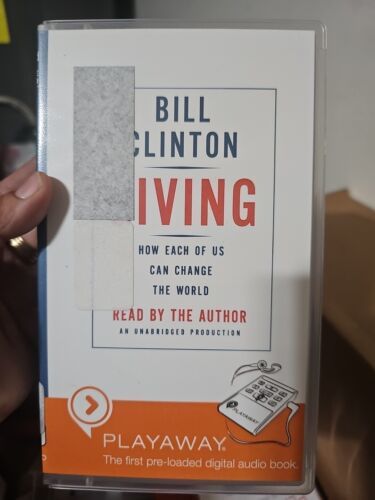 BILL
CLINTON
IVING
HOW EACH OF US
CAN CHANGE
THE WORLD
READ BY THE AUTHOR
AN UNABRIDGED PRODUCTION
PLAYAWAY
PLAYAWAY®
The first pre-loaded digital audio book.